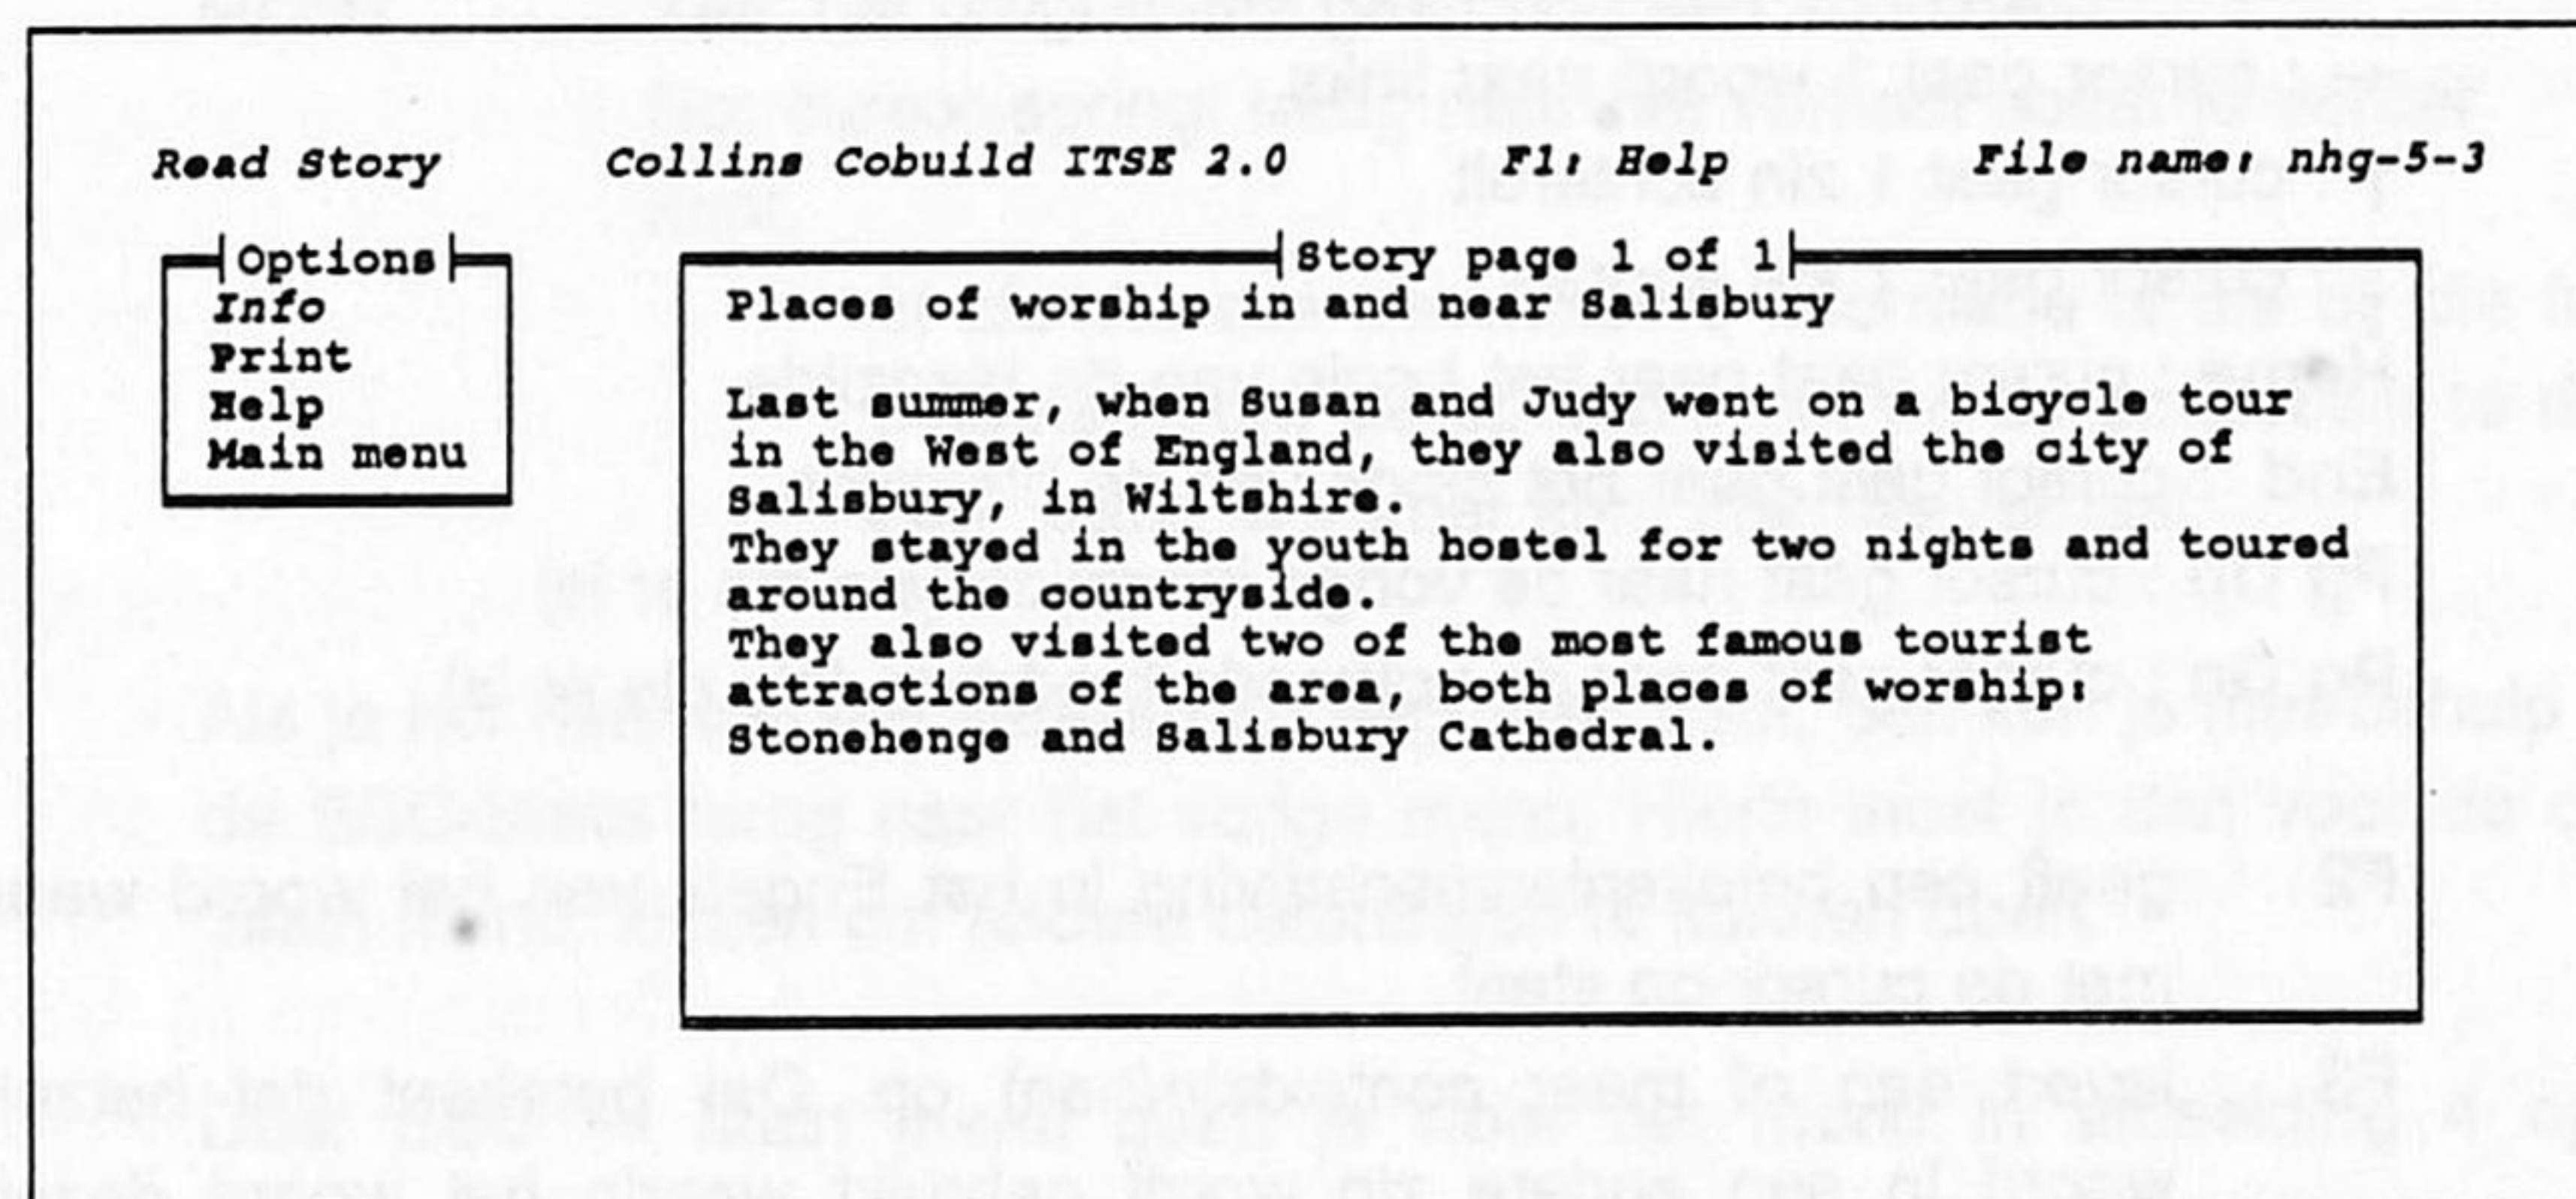 Read Story Collins Cobuild ITSE 2.0 F1: Help File name: nhg-5-3
Options
Info
Print
Help
Main menu
Story page 1 of 1
Places of worship in and near Salisbury
Last summer, when Susan and Judy went on a bicycle tour
in the West of England, they also visited the city of
Salisbury, in Wiltshire.
They stayed in the youth hostel for two nights and toured
around the countryside.
They also visited two of the most famous tourist
attractions of the area, both places of worship:
Stonehenge and Salisbury Cathedral.